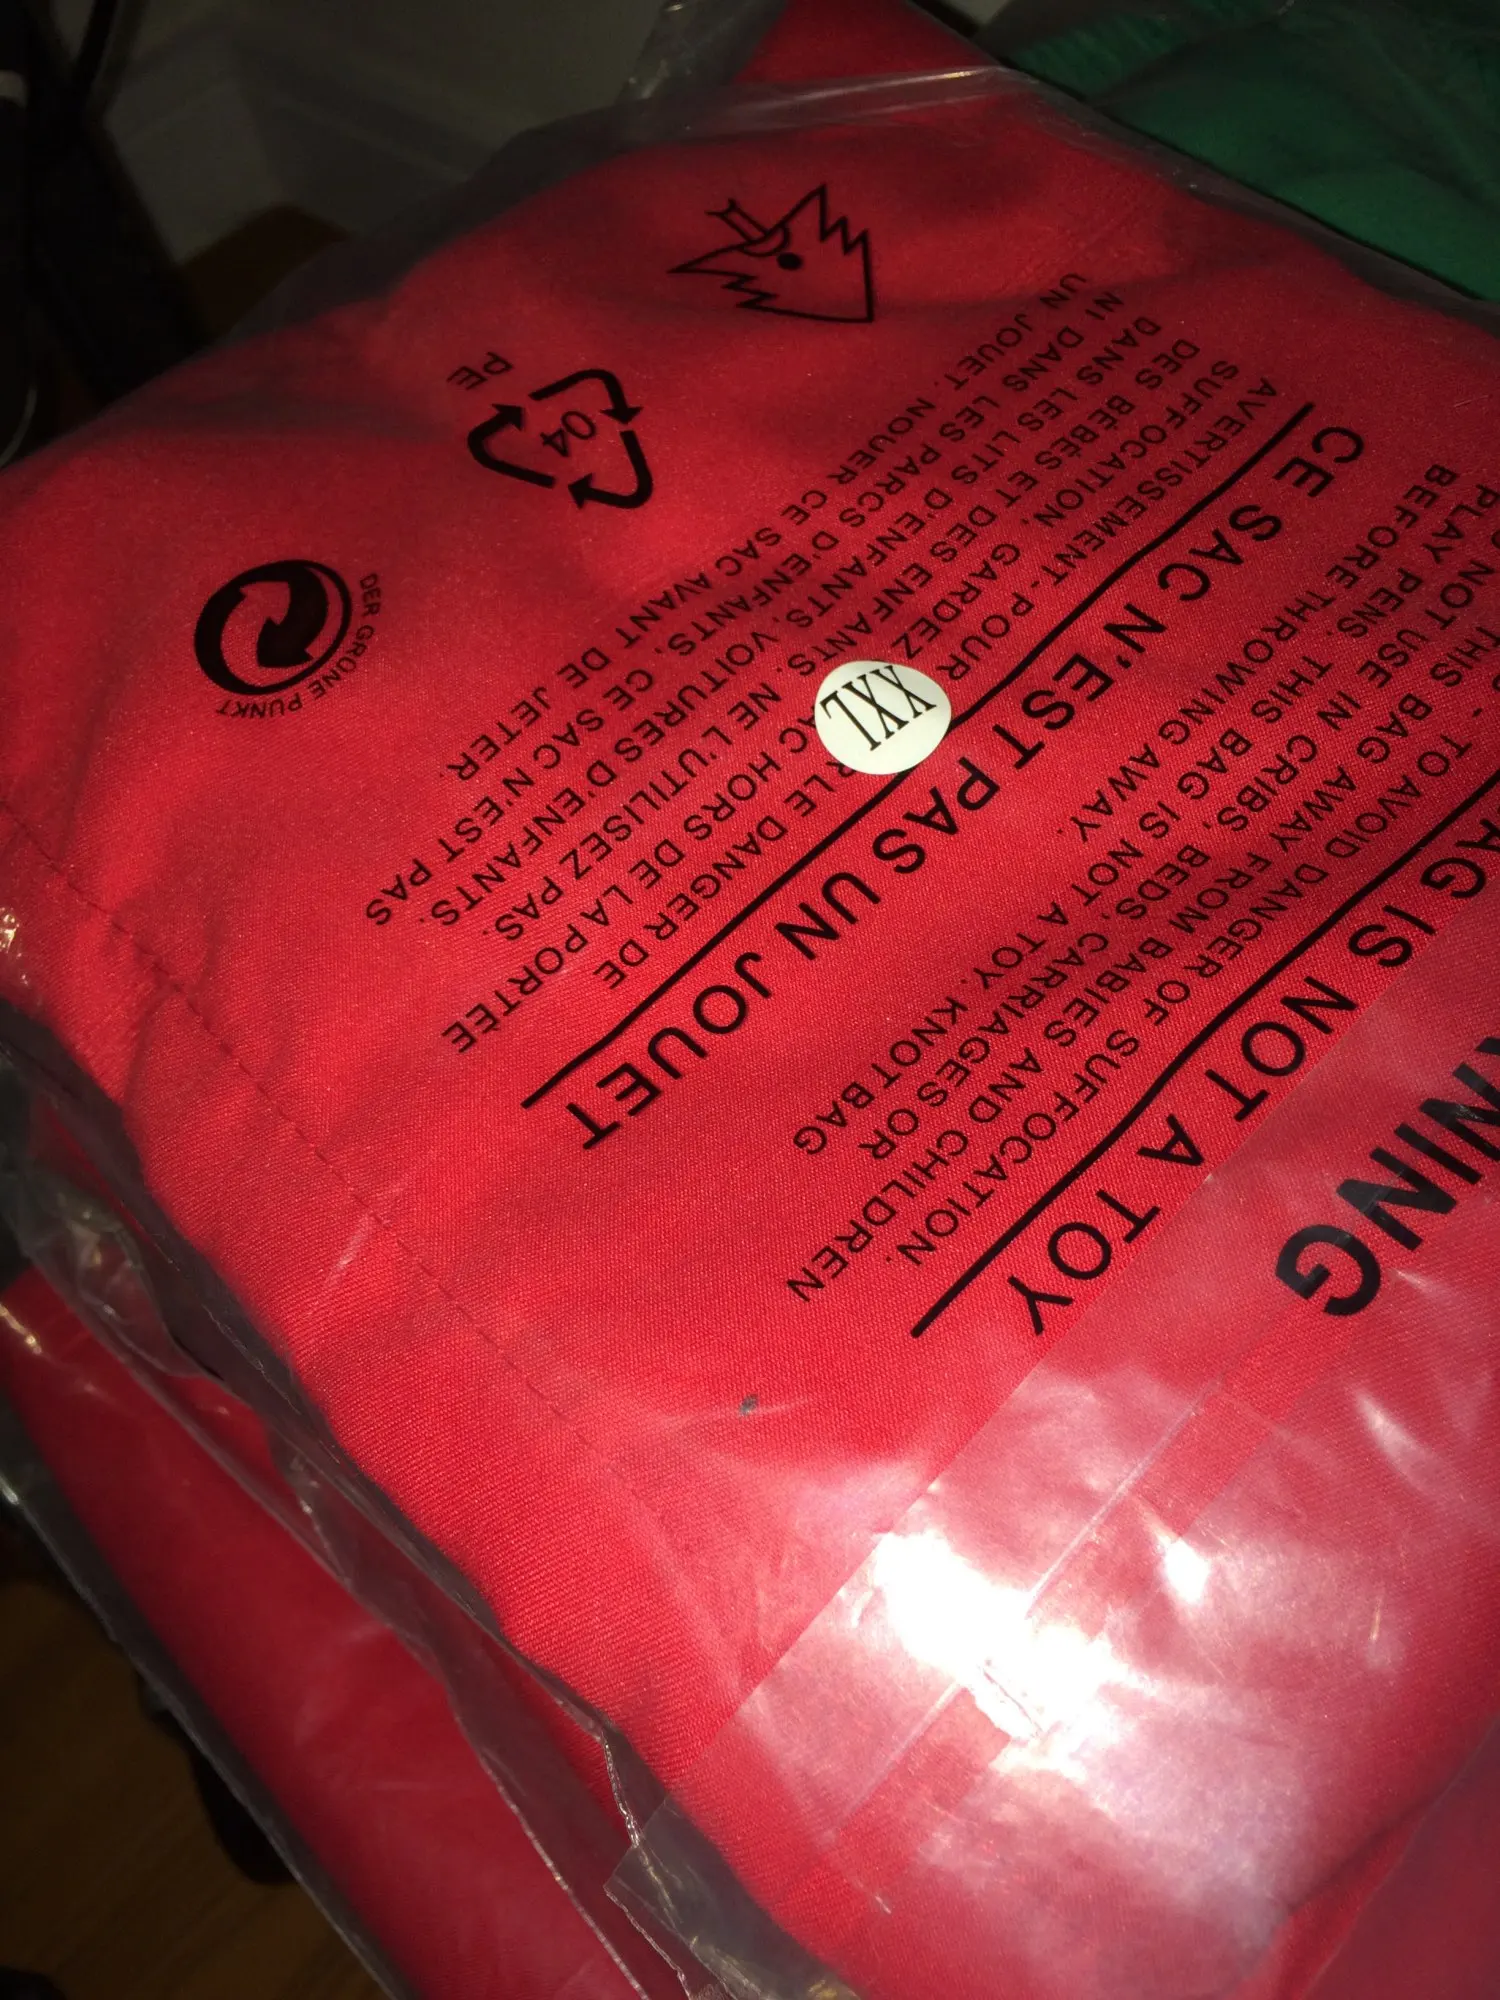 NING
AG IS NOT A TOY
- TO AVOID DANGER OF SUFFOCATION.
THIS BAG AWAY FROM BABIES AND CHILDREN
NOT USE IN CRIBS, BEDS, CARRIAGES OR
PLAY PENS. THIS BAG IS NOT A TOY. KNOT BAG
BEFORE THROWING AWAY.
CE SAC N'EST PAS UN JOUET
AVERTISSEMENT - POUR R LE DANGER DE
SUFFOCATION, GARDEZ AC HORS DE LA PORTÈE
DES BÉBÉS ET DES ENFANTS. NE L'UTILISEZ PAS
DANS LES LITS D'ENFANTS, VOITURES D'ENFANTS.
NI DANS LES PARCS D'ENFANTS. CE SAC N'EST PAS
UN JOUET. NOUER CE SAC AVANT DE JETER.
XXL
04
PE
DER GRÜNE PUNKT